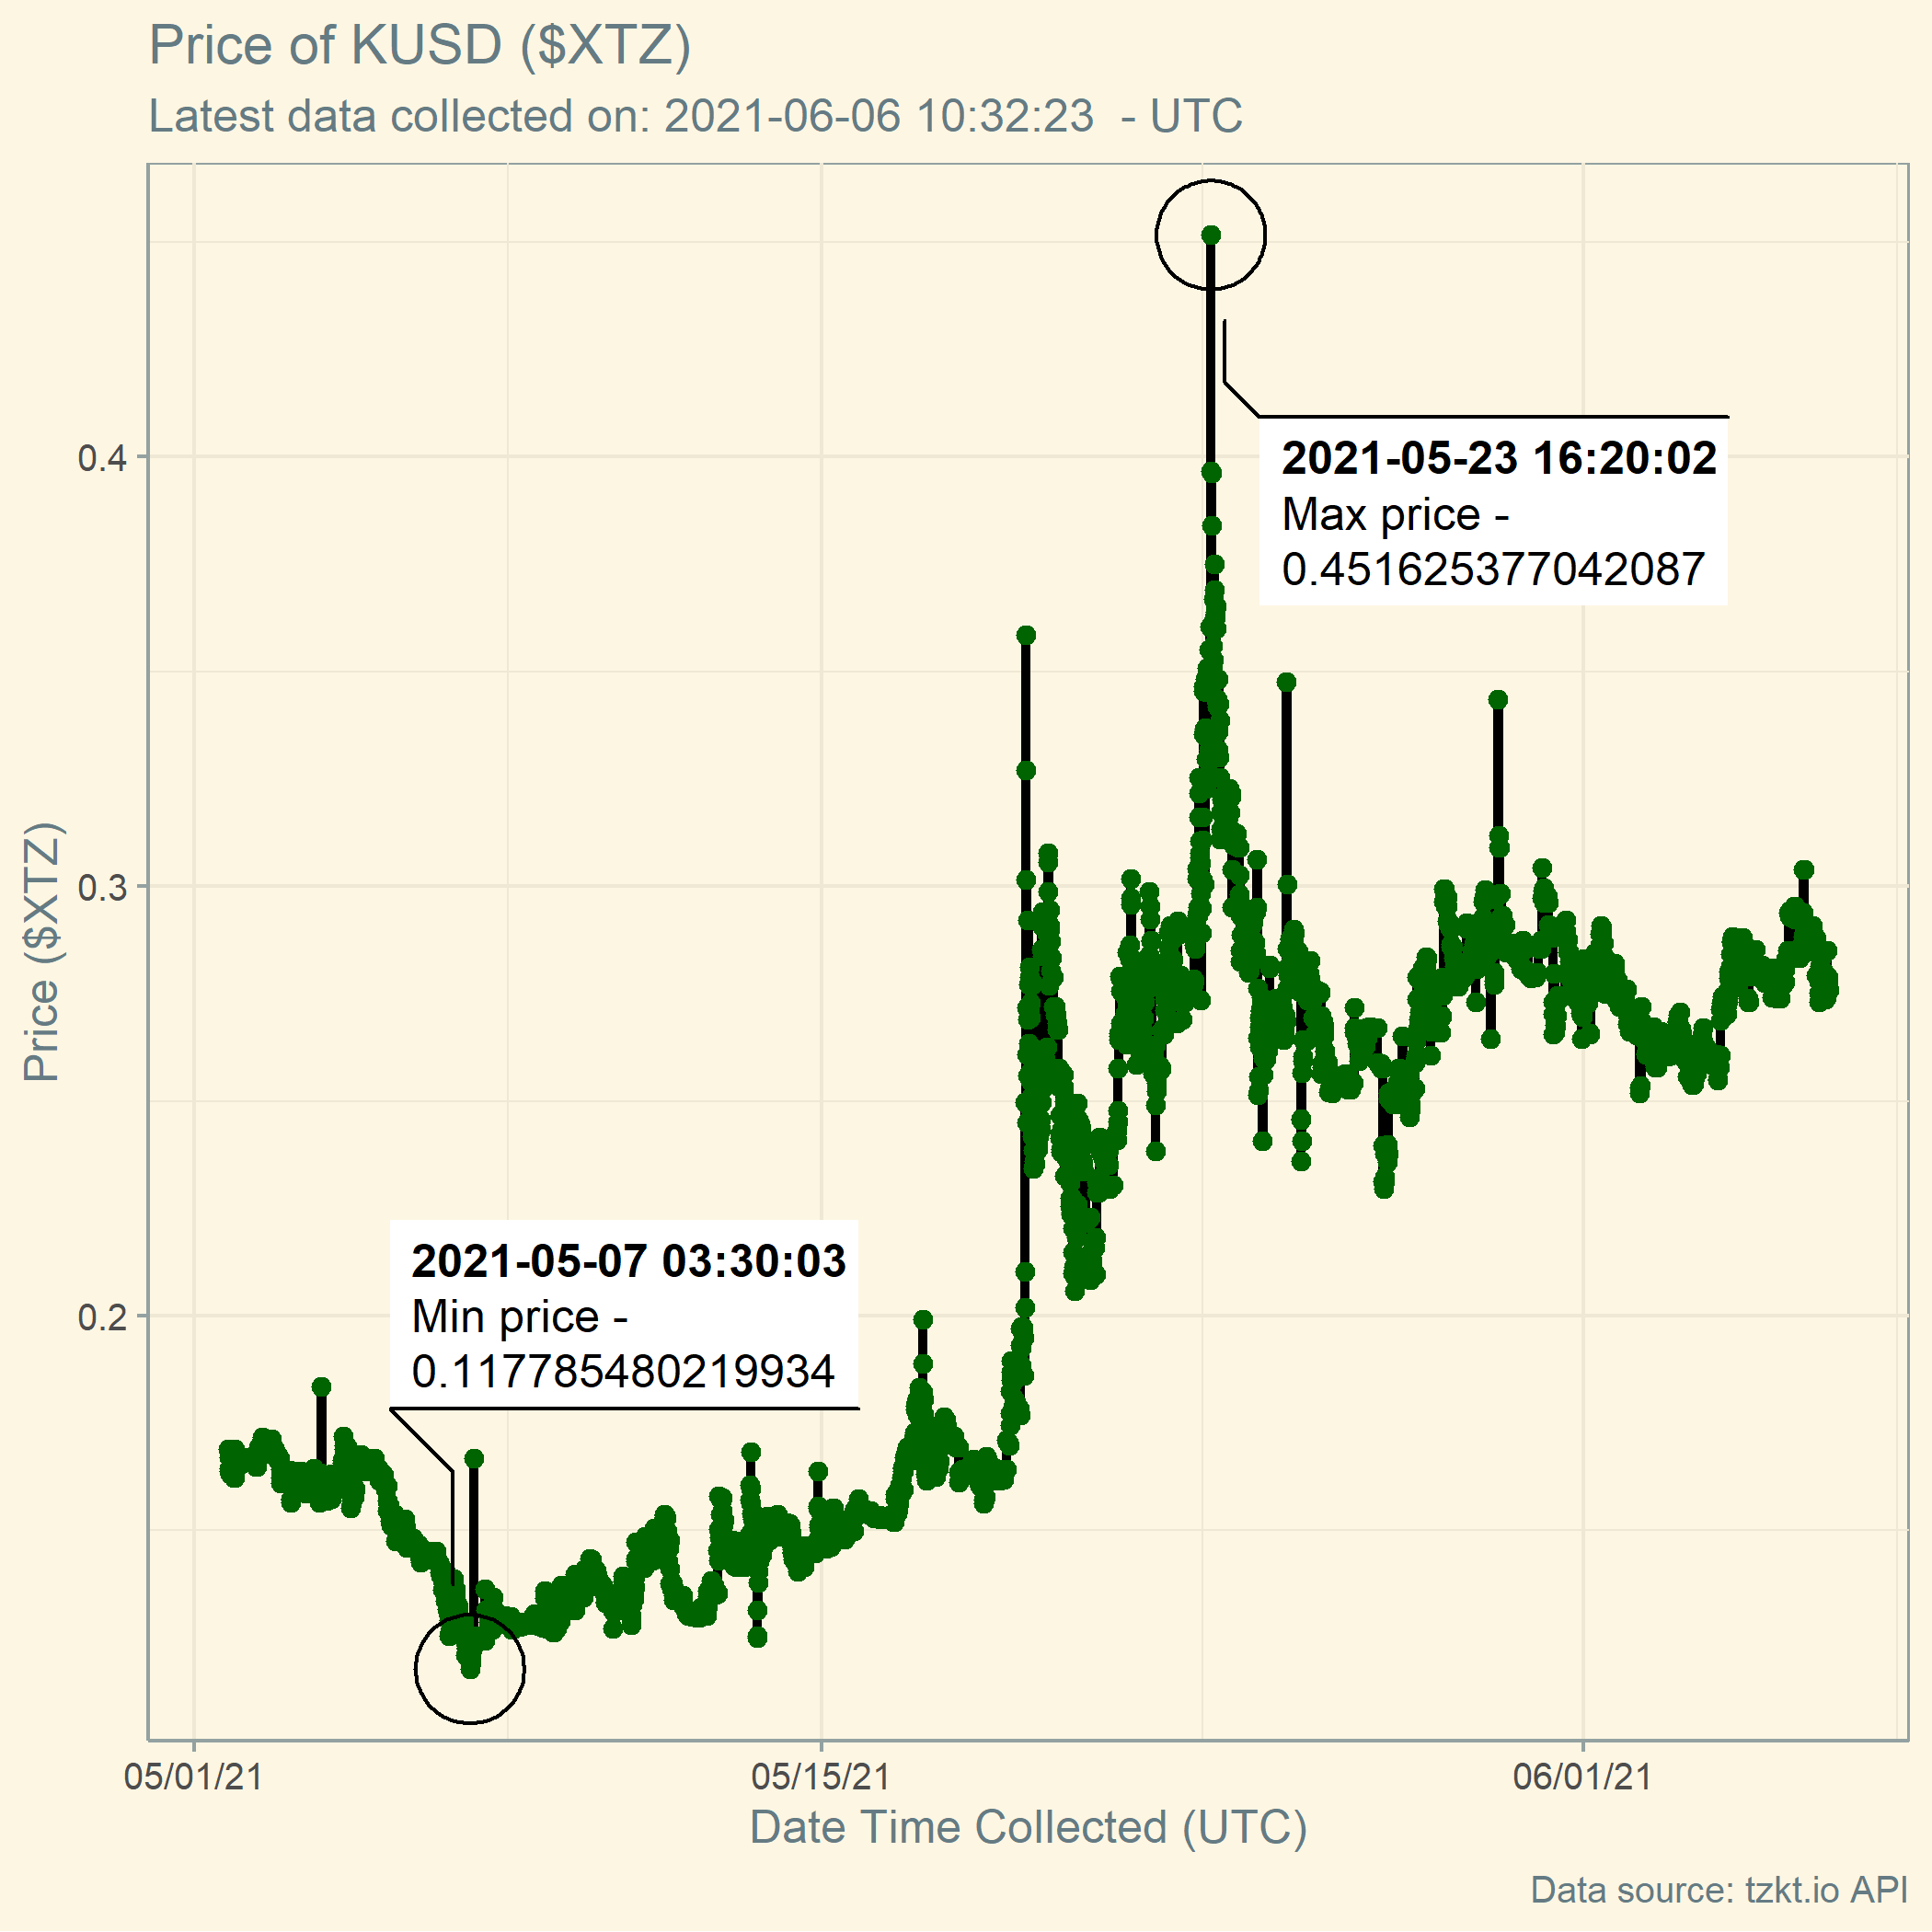 Price of KUSD ($XTZ)
Latest data collected on: 2021-06-06 10:32:23  - UTC
Price ($XTZ)
0.4
0.3
0.2
2021-05-23 16:20:02
Max price -
0.451625377042087
2021-05-07 03:30:03
Min price -
0.117785480219934
05/01/21
05/15/21
06/01/21
Date Time Collected (UTC)
Data source: tzkt.io API